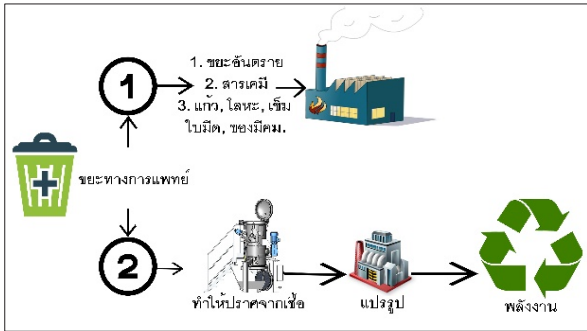 1
1. ขยะอันตราย
2. สารเคมี
3. แก้ว, โลหะ, เข็ม
ใบมีด, ของมีคม.
ขยะทางการแพทย์
2
ทำให้ปราศจากเชื้อ
แปรรูป
พลังงาน